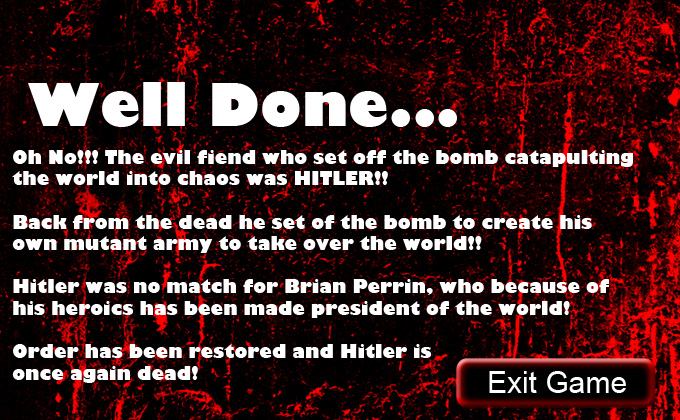 Well Done...
Oh No!!! The evil fiend who set off the bomb catapulting
the world into chaos was HITLER!!
Back from the dead he set of the bomb to create his
own mutant army to take over the world!!
Hitler was no match for Brian Perrin, who because of
his heroics has been made president of the world!
Order has been restored and Hitler is
once again dead!
Exit Game